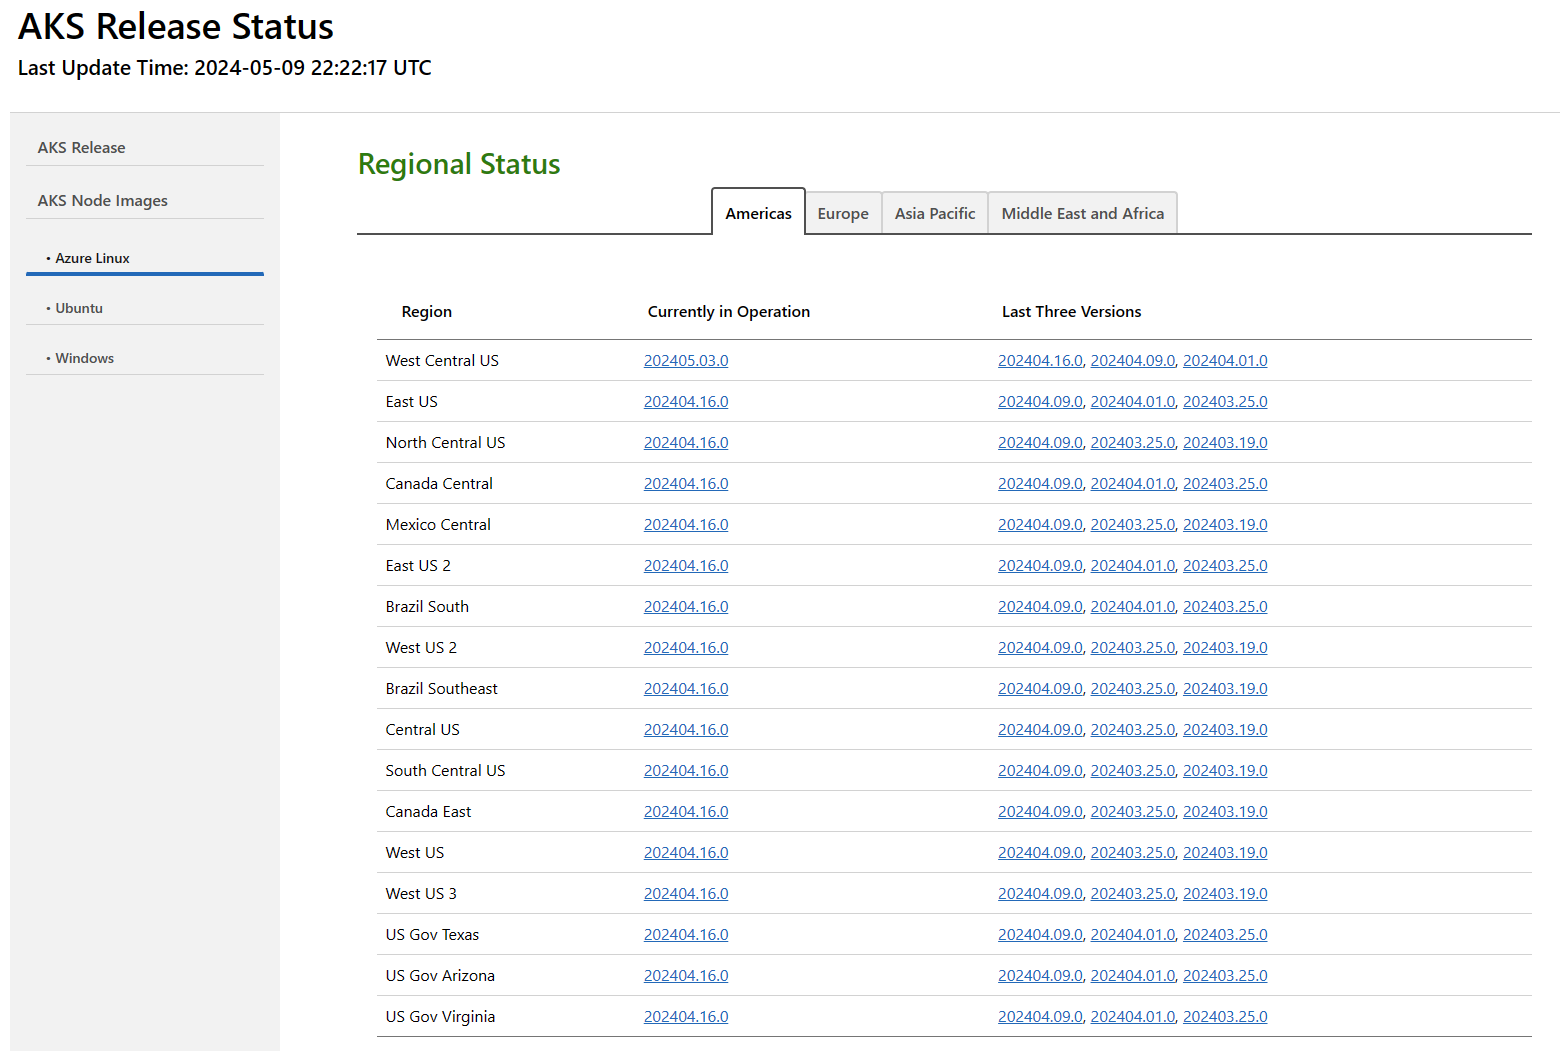 AKS Release Status
Last Update Time: 2024-05-09 22:22:17 UTC
AKS Release
AKS Node Images
• Azure Linux
• Ubuntu
• Windows
Regional Status
Americas Europe Asia Pacific Middle East and Africa
Region Currently in Operation Last Three Versions
West Central US 202405.03.0 202404.16.0, 202404.09.0, 202404.01.0
East US 202404.16.0 202404.09.0, 202404.01.0, 202403.25.0
North Central US 202404.16.0 202404.09.0, 202403.25.0, 202403.19.0
Canada Central 202404.16.0 202404.09.0, 202404.01.0, 202403.25.0
Mexico Central 202404.16.0 202404.09.0, 202403.25.0, 202403.19.0
East US 2 202404.16.0 202404.09.0, 202404.01.0, 202403.25.0
Brazil South 202404.16.0 202404.09.0, 202404.01.0, 202403.25.0
West US 2 202404.16.0 202404.09.0, 202403.25.0, 202403.19.0
Brazil Southeast 202404.16.0 202404.09.0, 202403.25.0, 202403.19.0
Central US 202404.16.0 202404.09.0, 202403.25.0, 202403.19.0
South Central US 202404.16.0 202404.09.0, 202403.25.0, 202403.19.0
Canada East 202404.16.0 202404.09.0, 202403.25.0, 202403.19.0
West US 202404.16.0 202404.09.0, 202403.25.0, 202403.19.0
West US 3 202404.16.0 202404.09.0, 202403.25.0, 202403.19.0
US Gov Texas 202404.16.0 202404.09.0, 202404.01.0, 202403.25.0
US Gov Arizona 202404.16.0 202404.09.0, 202404.01.0, 202403.25.0
US Gov Virginia 202404.16.0 202404.09.0, 202404.01.0, 202403.25.0